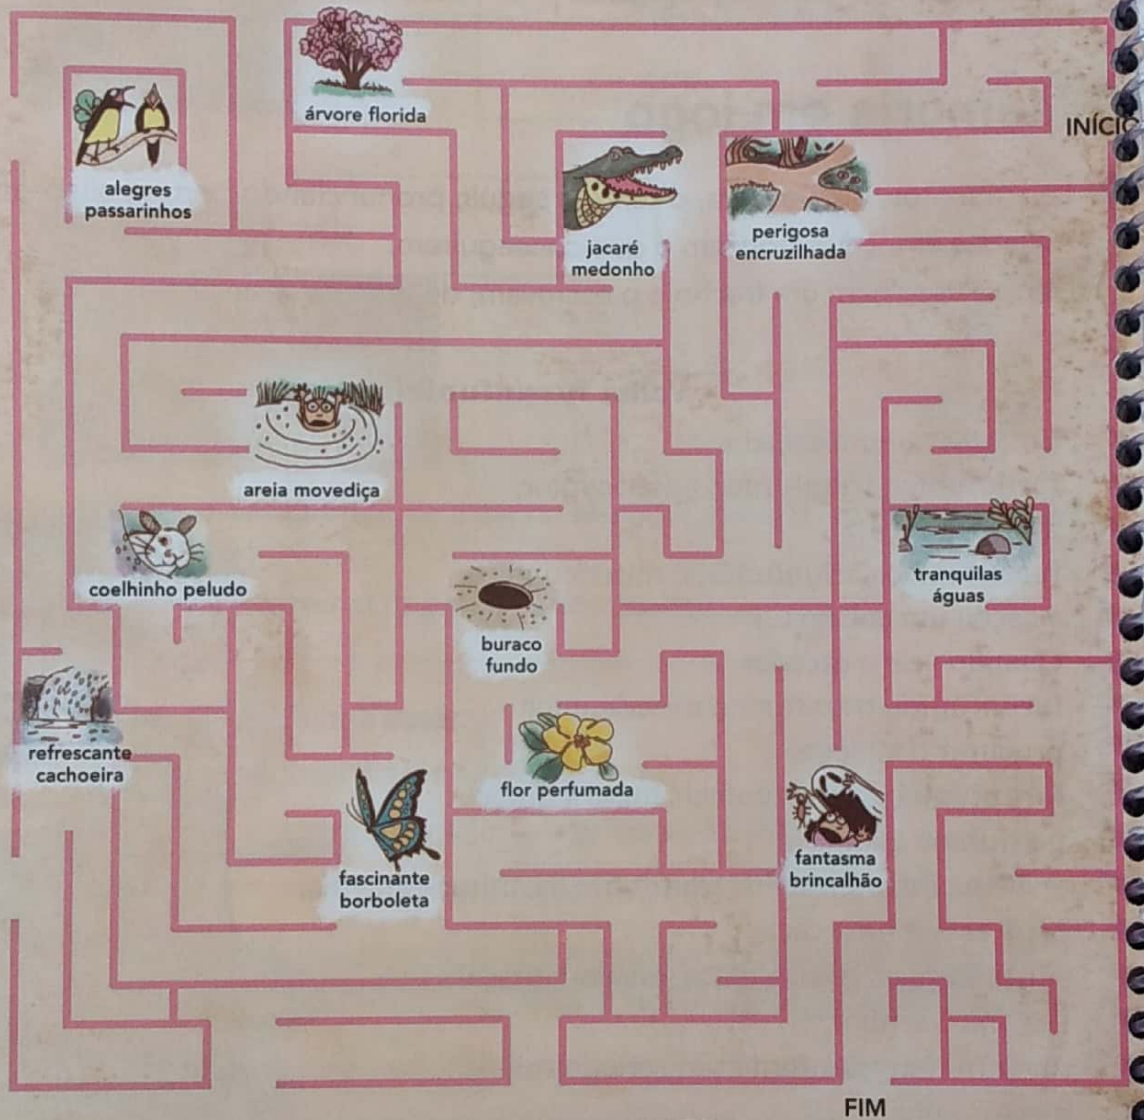 árvore florida
INÍCIO
alegres
passarinhos
jacaré
medonho
perigosa
encruzilhada
areia movediça
coelhinho peludo
tranquilas
águas
buraco
fundo
refrescante
cachoeira
flor perfumada
fascinante
borboleta
fantasma
brincalhão
FIM